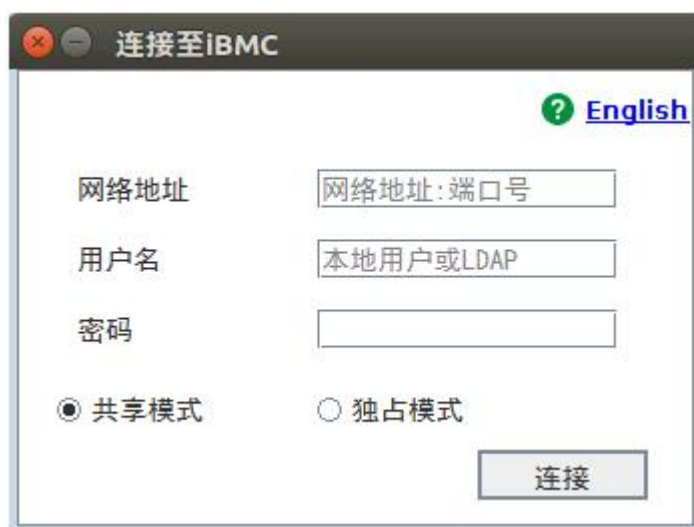 连接至iBMC
? English
网络地址 网络地址:端口号
用户名 本地用户或LDAP
密码
共享模式 独占模式
连接